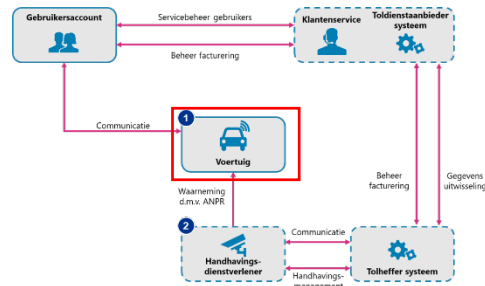 Gebruikersaccount
Servicebeheer gebruikers
Klantenservice
Toldienstaanbieder
systeem
Beheer facturering
Communicatie
1
Voertuig
Waarneming
d.m.v. ANPR
Beheer
facturering
Gegevens
uitwisseling
2
Communicatie
Handhavings-
dienstverlener
Handhavings-
management
Tolheffer systeem